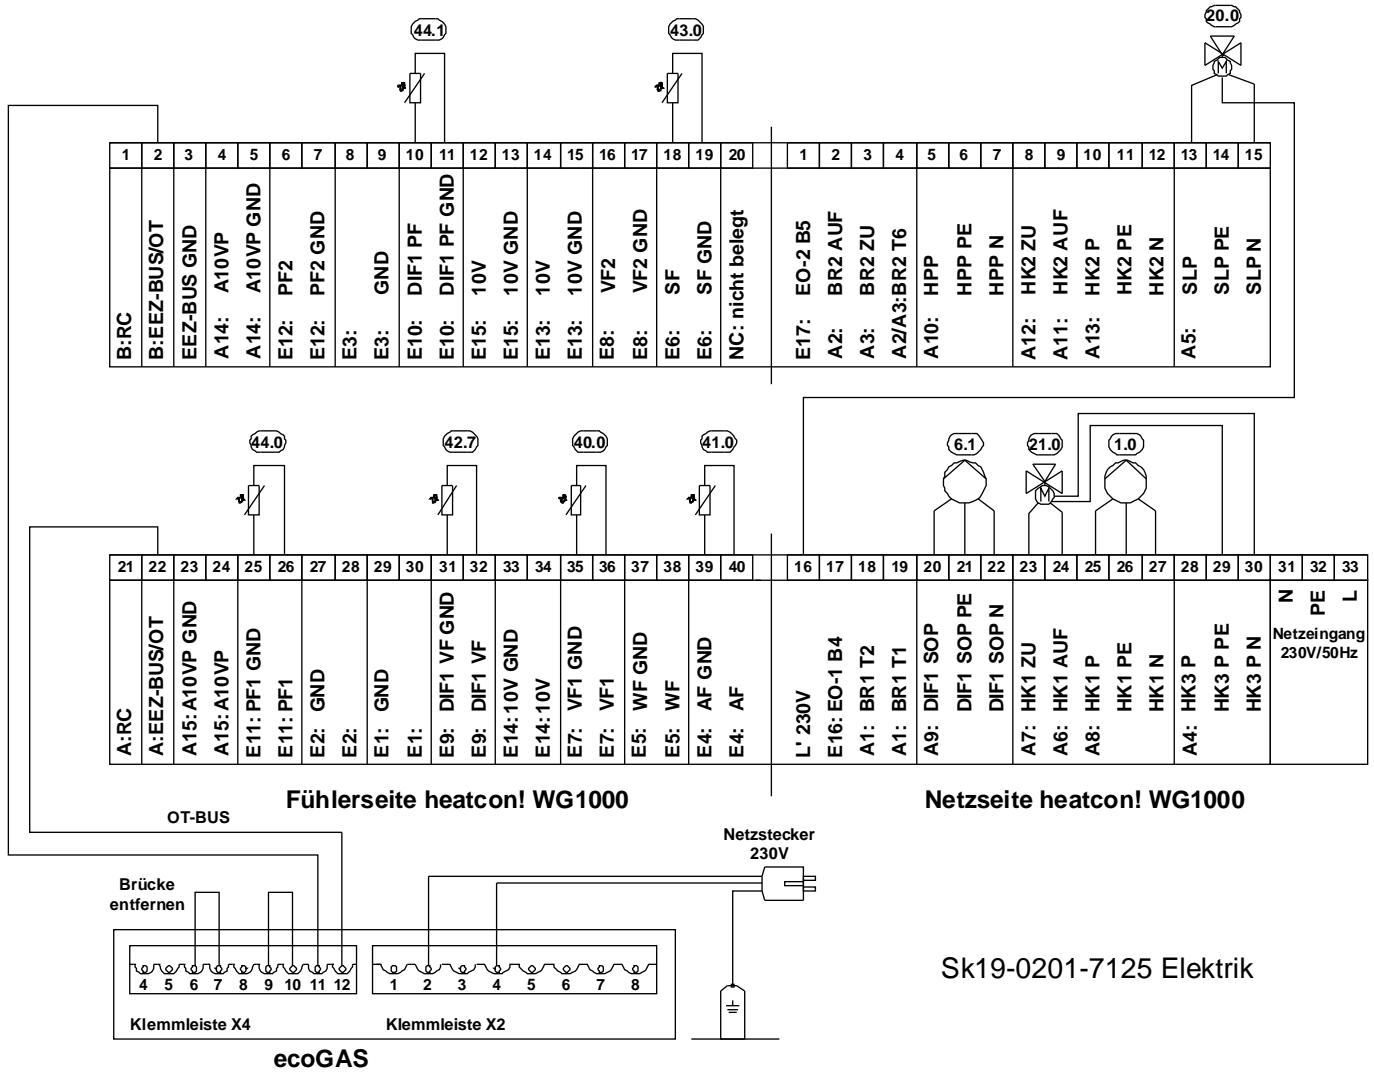 44.1
43.0
20.0
M
1 2 3 4 5 6 7 8 9 10 11 12 13 14 15 16 17 18 19 20
1 2 3 4 5 6 7 8 9 10 11 12 13 14 15
B:RC
B:EEZ-BUS/OT
EEZ-BUS GND
A14: A10VP
A14: A10VP GND
E12: PF2
E12: PF2 GND
E3:
E3: GND
E10: DIF1 PF
E10: DIF1 PF GND
E15: 10V
E15: 10V GND
E13: 10V
E13: 10V GND
E8: VF2
E8: VF2 GND
E6: SF
E6: SF GND
NC: nicht belegt
E17: EO-2 B5
A2: BR2 AUF
A3: BR2 ZU
A2/A3: BR2 T6
A10: HPP
HPP PE
HPP N
A12: HK2 ZU
A11: HK2 AUF
A13: HK2 P
HK2 PE
HK2 N
A5: SLP
SLP PE
SLP N
44.0
42.7
40.0
41.0
6.1
21.0
1.0
M
21 22 23 24 25 26 27 28 29 30 31 32 33 34 35 36 37 38 39 40
16 17 18 19 20 21 22 23 24 25 26 27 28 29 30 31 32 33
A:RC
A:EEZ-BUS/OT
A15: A10VP GND
A15: A10VP
E11: PF1 GND
E11: PF1
E2: GND
E2:
E1: GND
E1:
E9: DIF1 VF GND
E9: DIF1 VF
E14: 10V GND
E14: 10V
E7: VF1 GND
E7: VF1
E5: WF GND
E5: WF
E4: AF GND
E4: AF
L' 230V
E16: EO-1 B4
A1: BR1 T2
A1: BR1 T1
A9: DIF1 SOP
DIF1 SOP PE
DIF1 SOP N
A7: HK1 ZU
A6: HK1 AUF
A8: HK1 P
HK1 PE
HK1 N
A4: HK3 P
HK3 P PE
HK3 P N
N
PE
L
Netzeingang
230V/50Hz
Fühlerseite heatcon! WG1000
Netzseite heatcon! WG1000
OT-BUS
Netzstecker
230V
Brücke
entfernen
4 5 6 7 8 9 10 11 12
1 2 3 4 5 6 7 8
Klemmleiste X4
Klemmleiste X2
ecoGAS
Sk19-0201-7125 Elektrik